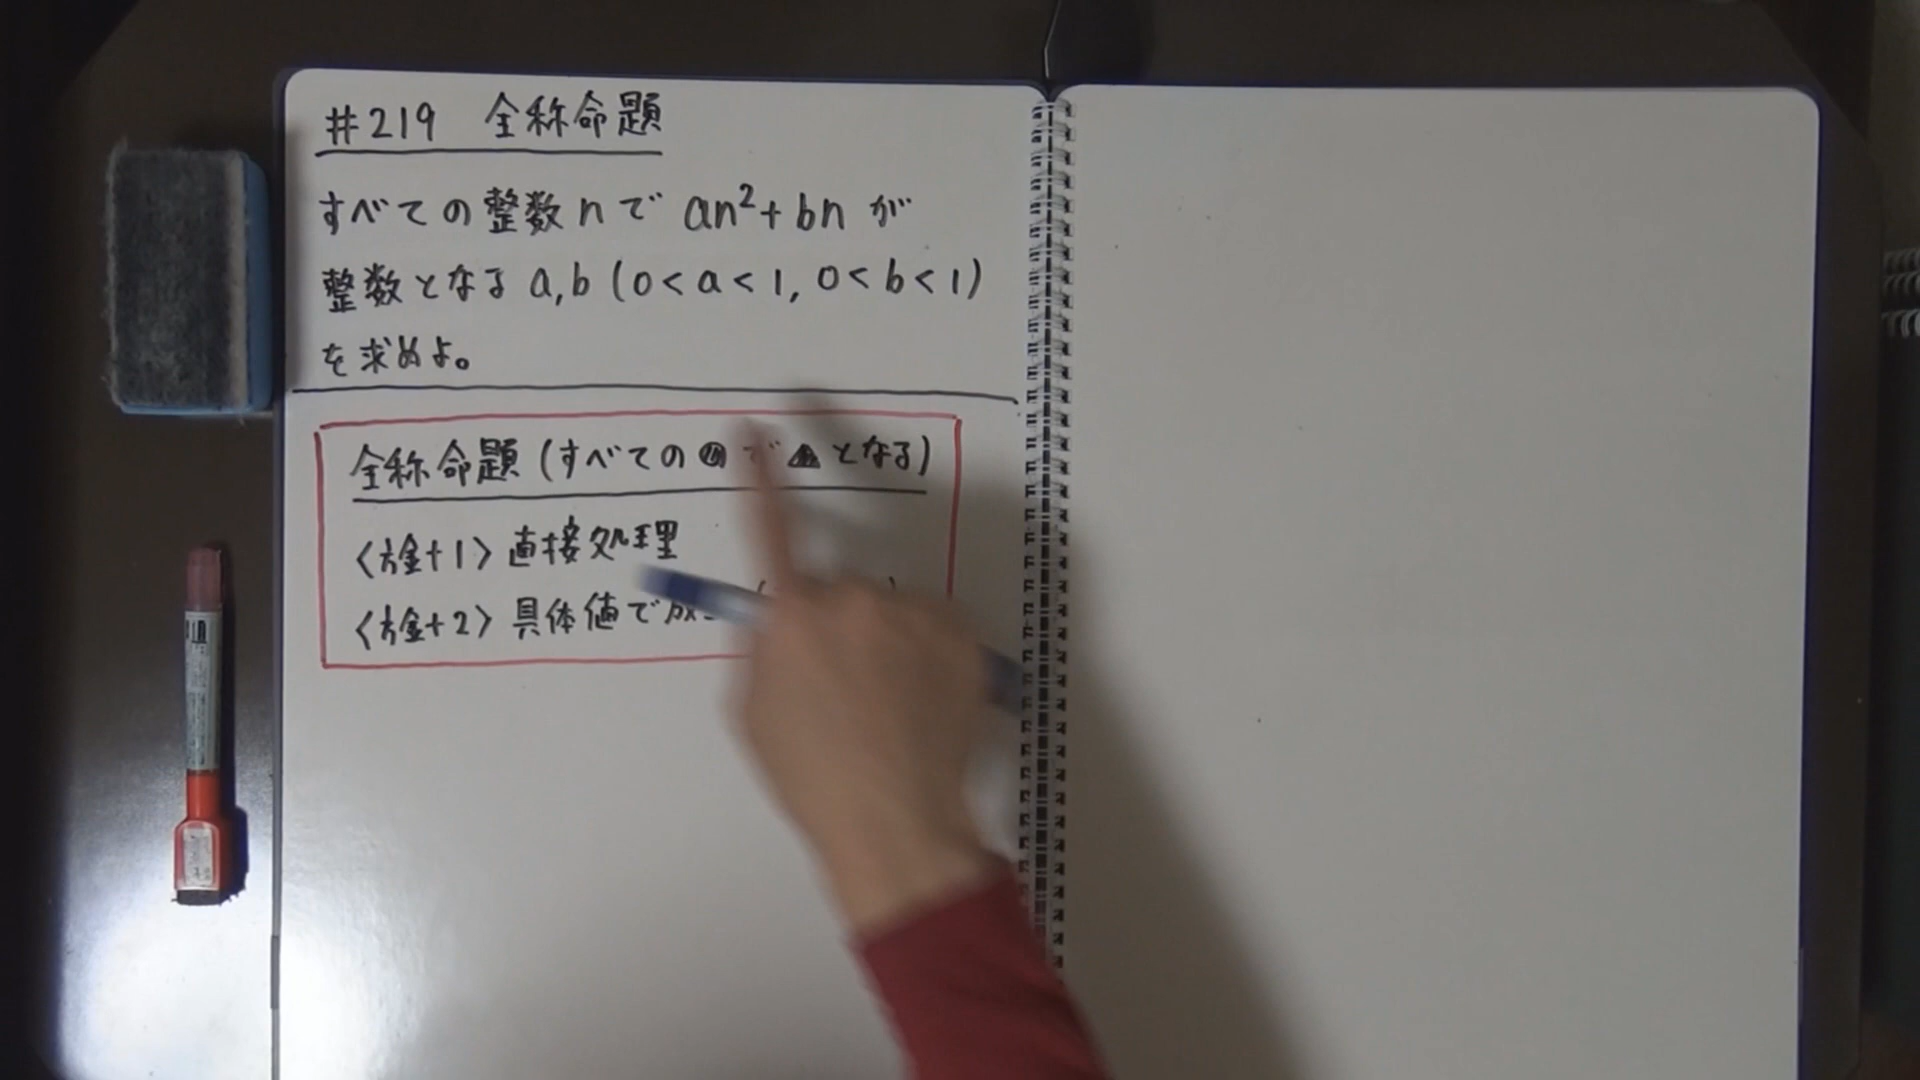 #219 全称命題
すべての整数nで an²+bn が
整数となる a,b (0<a<1, 0<b<1)
を求めよ。
全称命題(すべての●で▲となる)
〈方針1〉直接処理
〈方針2〉具体値で